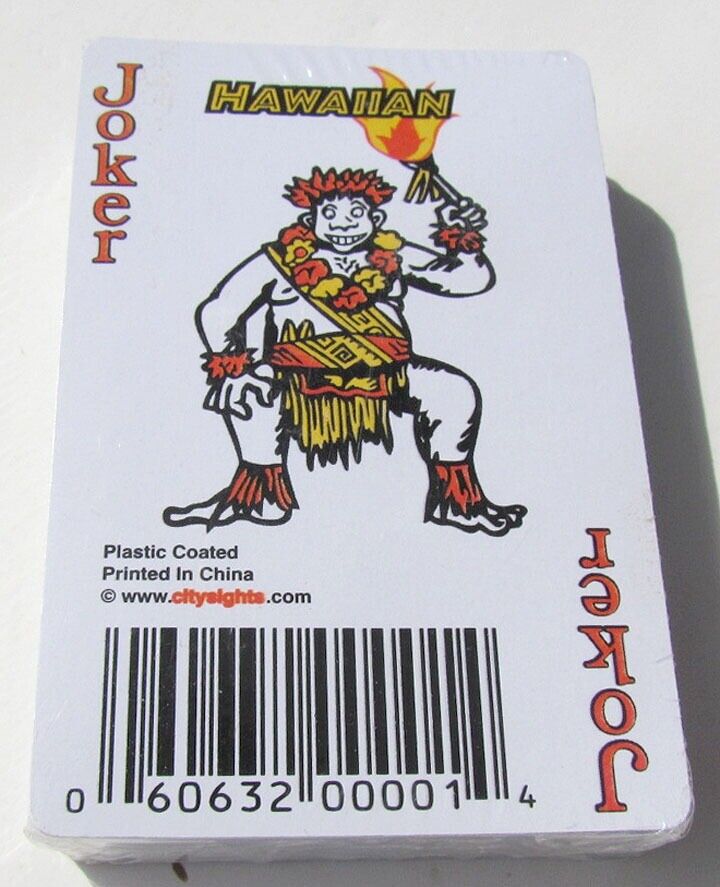 Joker
HAWAIIAN
Plastic Coated
Printed In China
© www.citysights.com
0 60632 00001 4
Joker